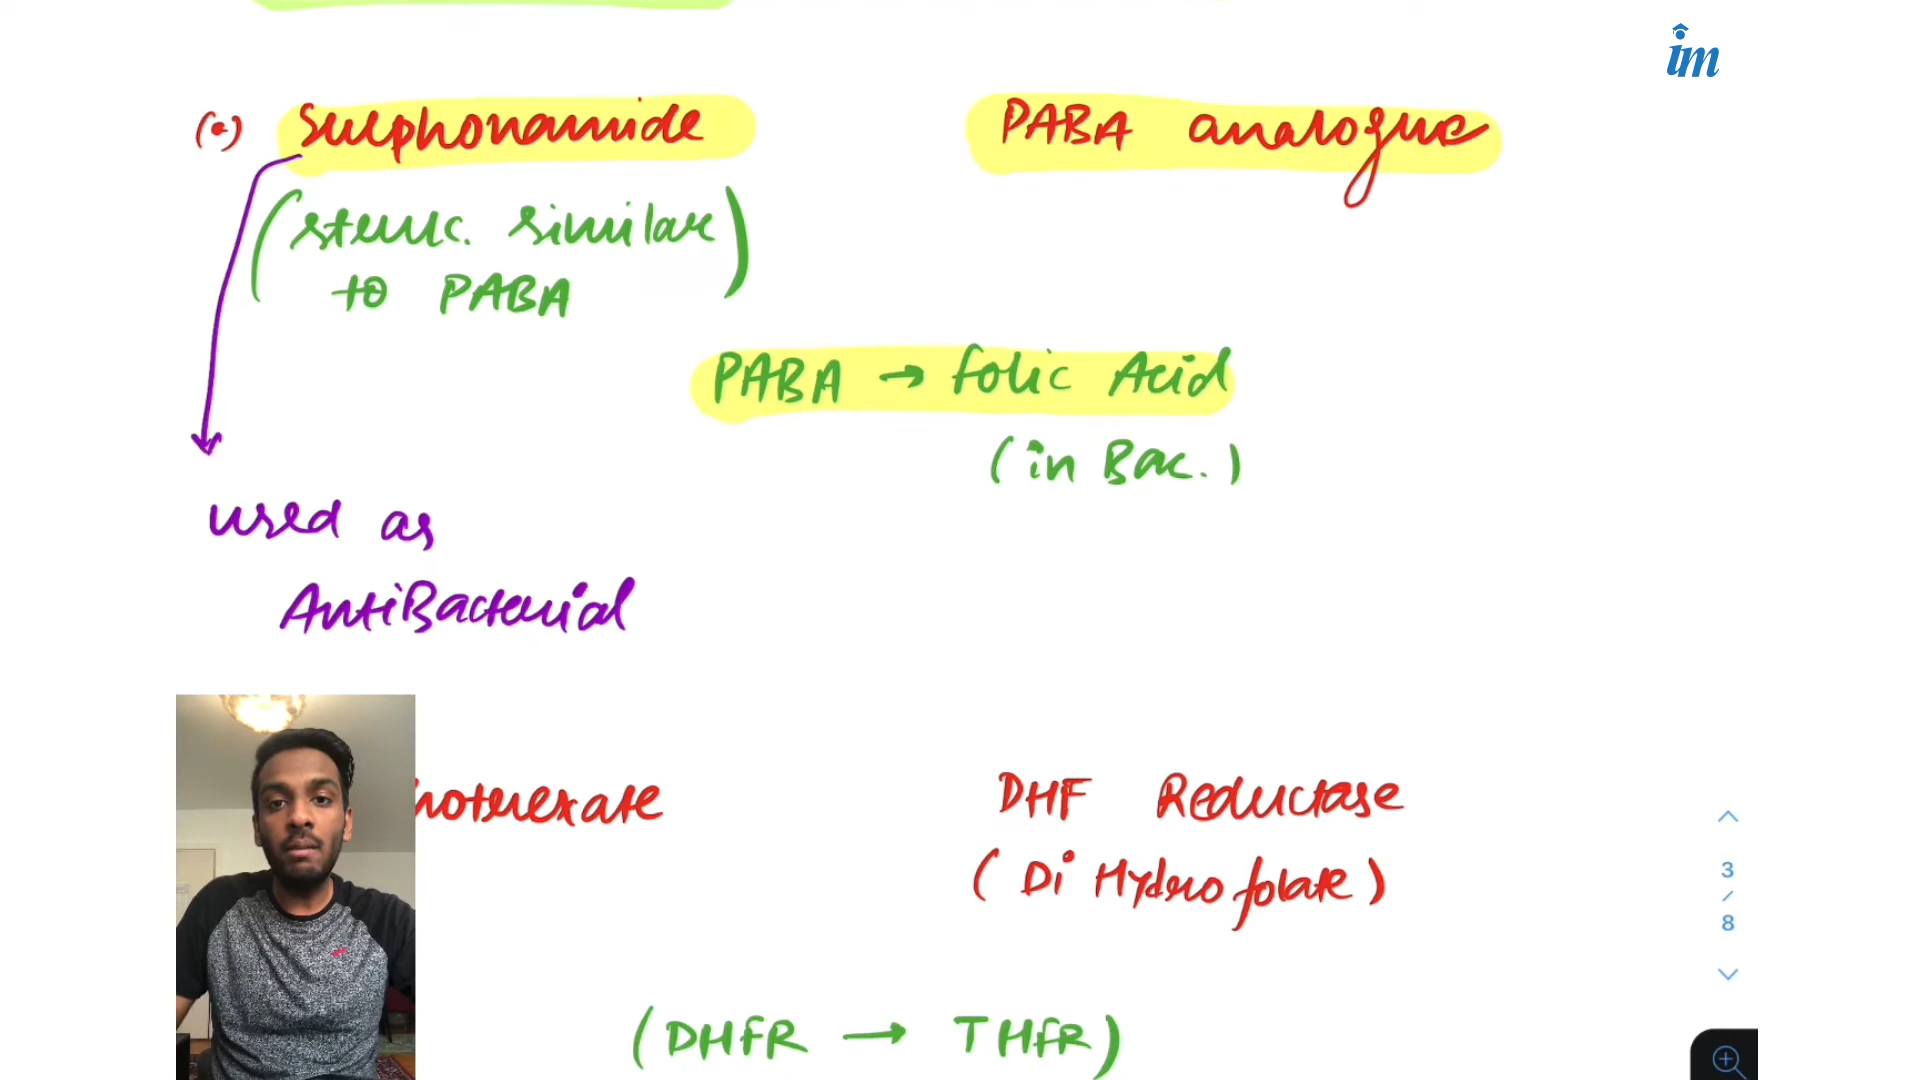 im
(a) Sulphonamide PABA analogue
(struc. similar
to PABA)
PABA → folic Acid
(in Bac.)
used as
AntiBacterial
hotrexate DHF Reductase
(Di Hydro folate)
3
/
8
(DHFR → THFR)